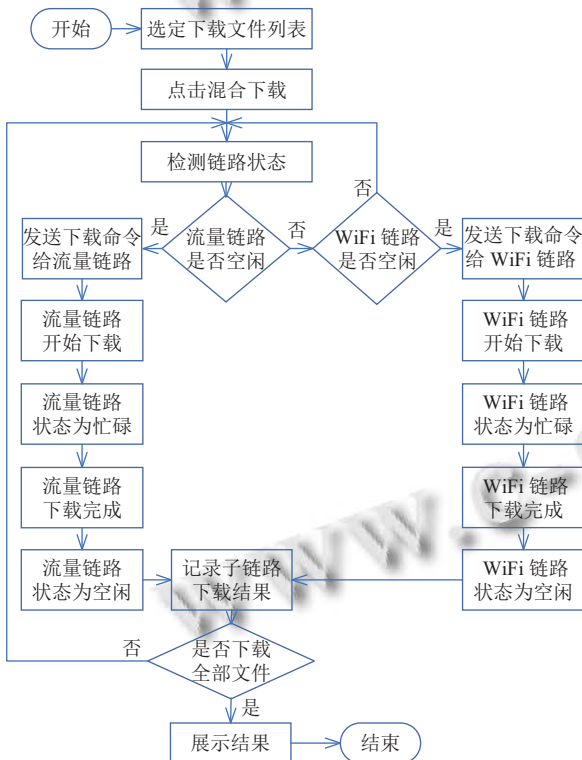 开始
选定下载文件列表
点击混合下载
检测链路状态
否
是
流量链路
是否空闲
否
WiFi 链路
是否空闲
是
发送下载命令
给流量链路
发送下载命令
给 WiFi 链路
流量链路
开始下载
WiFi 链路
开始下载
流量链路
状态为忙碌
WiFi 链路
状态为忙碌
流量链路
下载完成
WiFi 链路
下载完成
流量链路
状态为空闲
记录子链路
下载结果
WiFi 链路
状态为空闲
否
是否下载
全部文件
是
展示结果
结束
www.c-